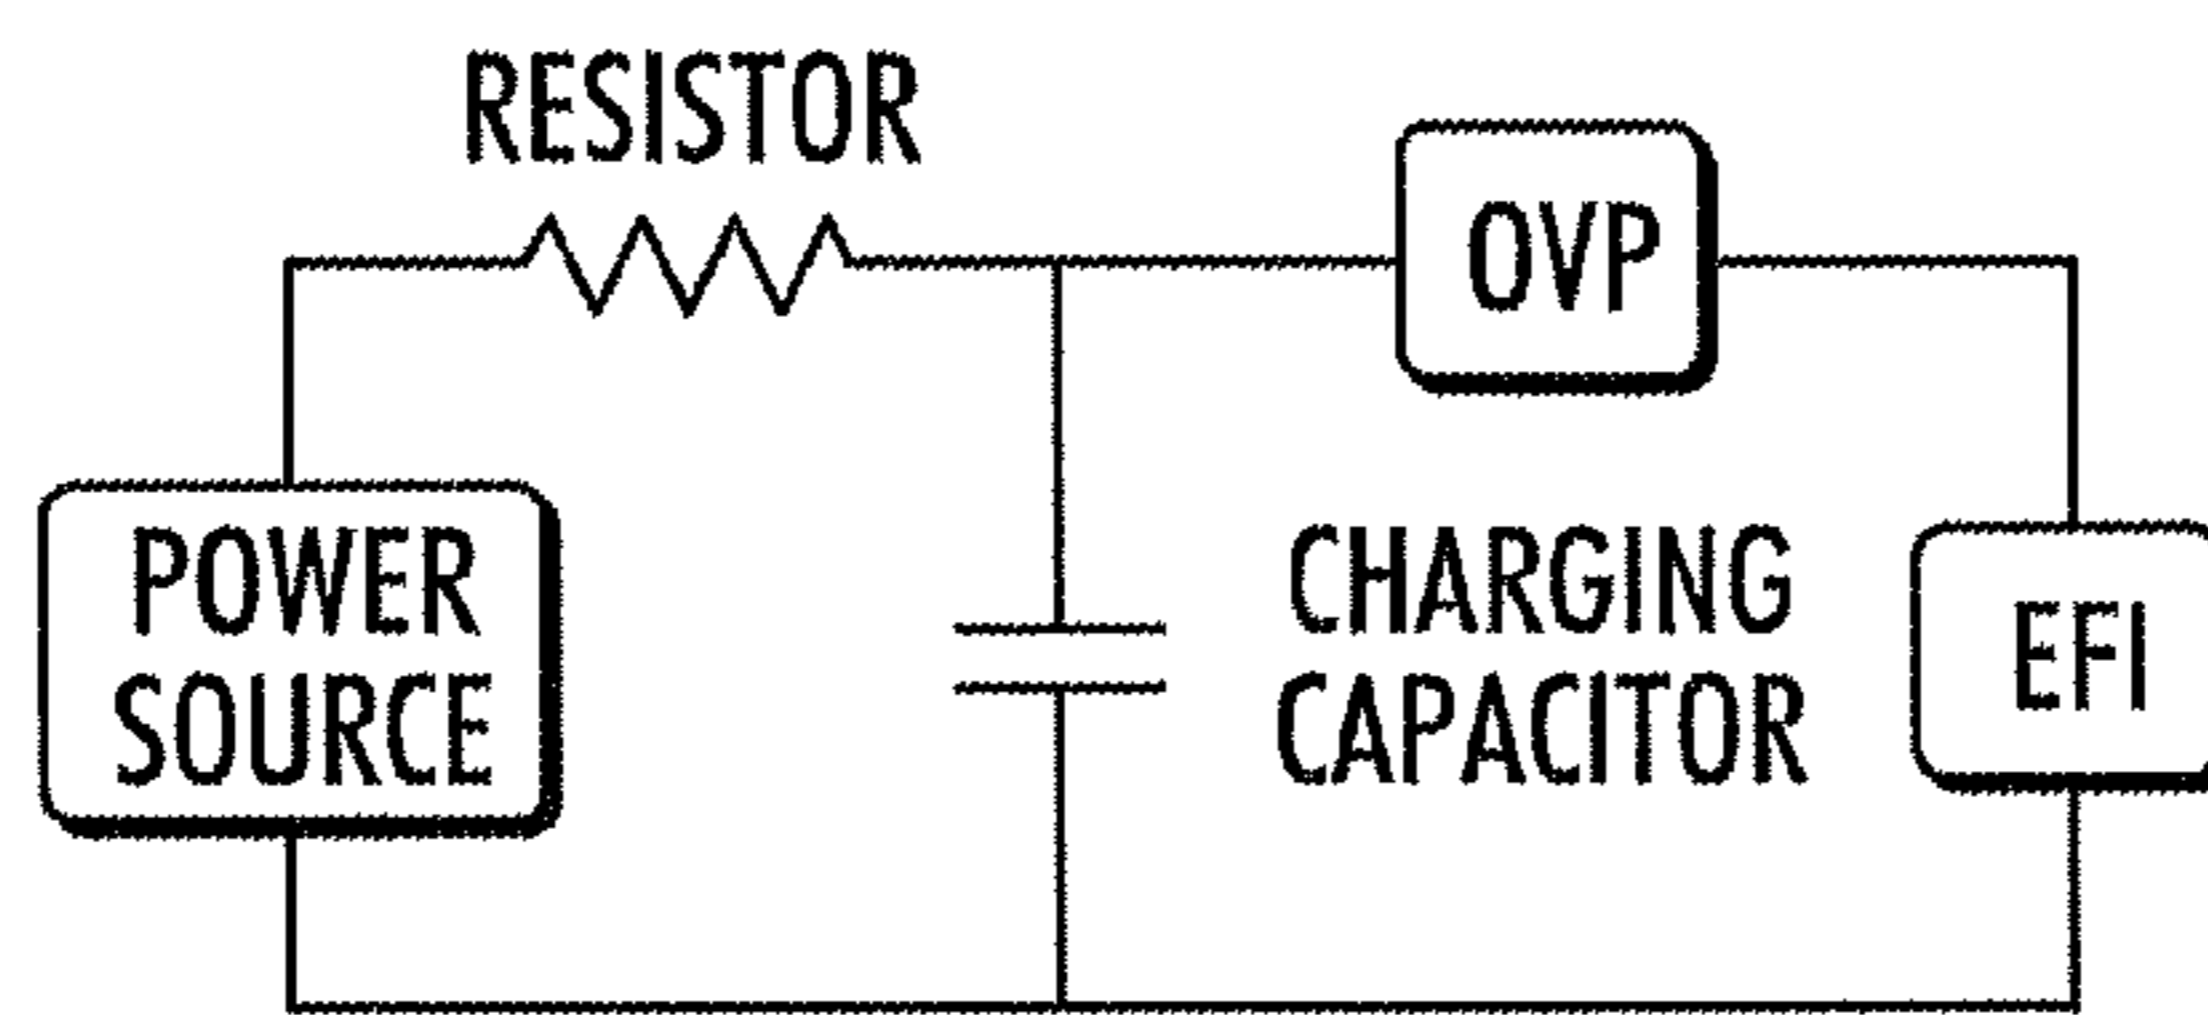 RESISTOR
OVP
POWER
SOURCE
CHARGING
CAPACITOR
EFI